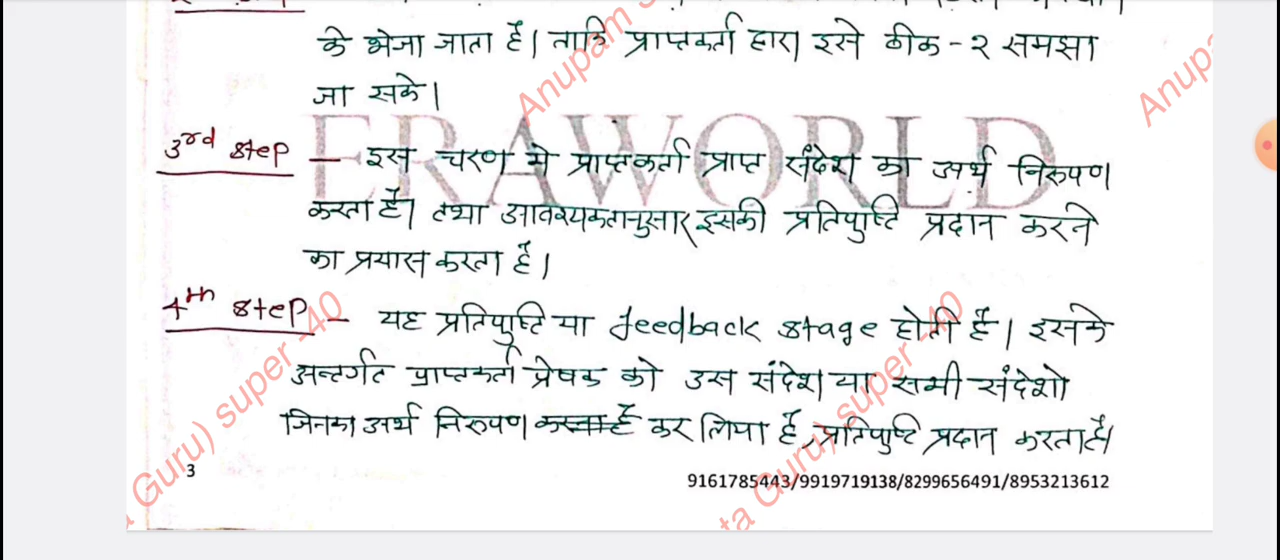 के भेजा जाता है। ताकि प्राप्तकर्ता द्वारा इसे ठीक-२ समझा
जा सके।
ERAWORLD
3rd step – इस चरण मे प्राप्तकर्ता प्राप्त संदेश का अर्थ निरुपण
करता है। तथा आवश्यकतानुसार इसकी प्रतिपुष्टि प्रदान करने
का प्रयास करता है।
4th step – यह प्रतिपुष्टि या feedback stage होती है। इसके
अन्तर्गत प्राप्तकर्ता प्रेषक को उस संदेश या सभी संदेशो
जिनका अर्थ निरुपण करता है कर लिया है, प्रतिपुष्टि प्रदान करता है।
3
9161785443/9919719138/8299656491/8953213612
Anupam
Anupa
Guru) super -40
super -40
ta Guru)